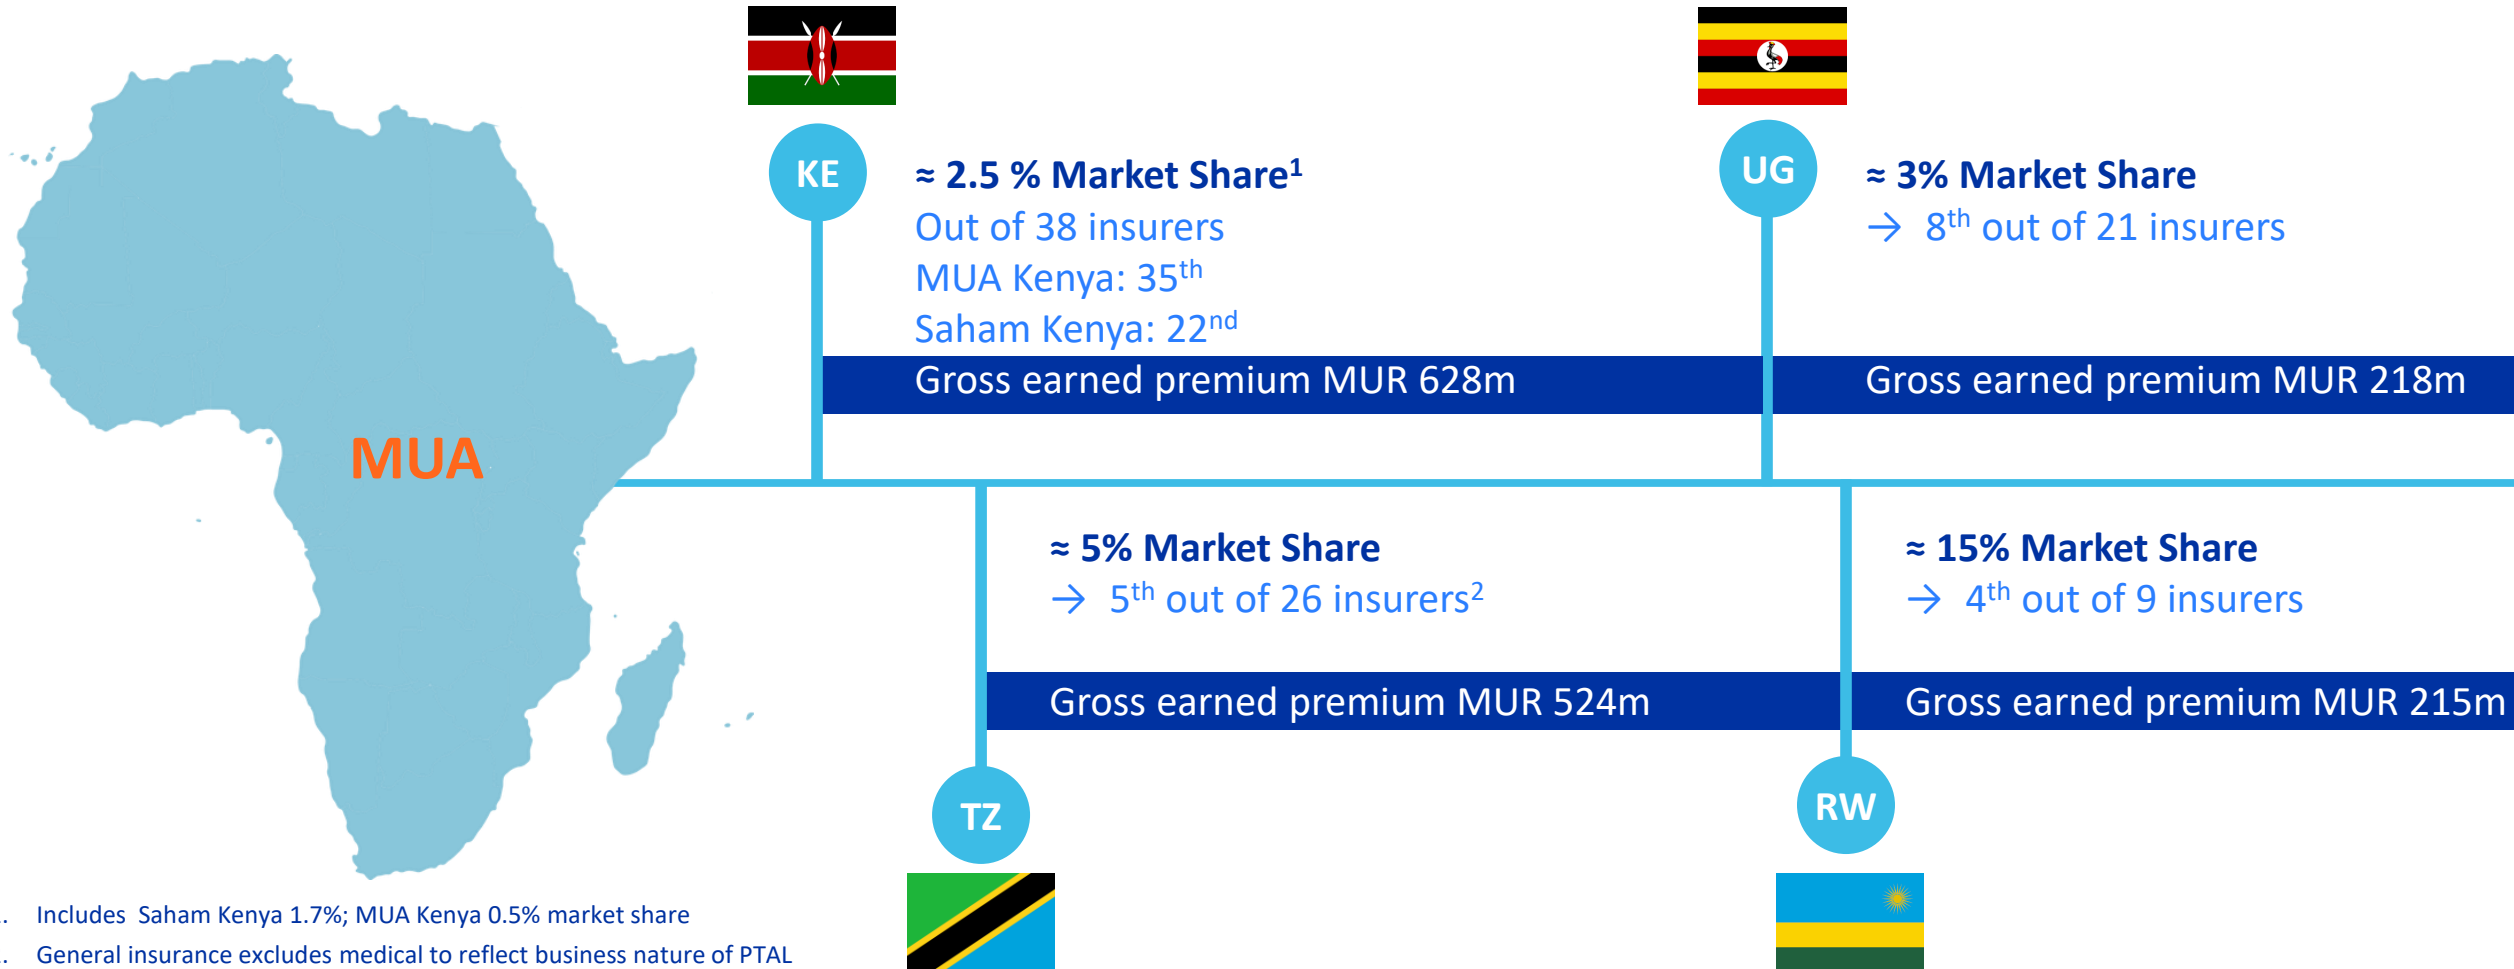 MUA
KE
≈ 2.5 % Market Share¹
Out of 38 insurers
MUA Kenya: 35th
Saham Kenya: 22nd
Gross earned premium MUR 628m
UG
≈ 3% Market Share
→ 8th out of 21 insurers
Gross earned premium MUR 218m
≈ 5% Market Share
→ 5th out of 26 insurers²
Gross earned premium MUR 524m
TZ
≈ 15% Market Share
→ 4th out of 9 insurers
Gross earned premium MUR 215m
RW
. Includes Saham Kenya 1.7%; MUA Kenya 0.5% market share
. General insurance excludes medical to reflect business nature of PTAL